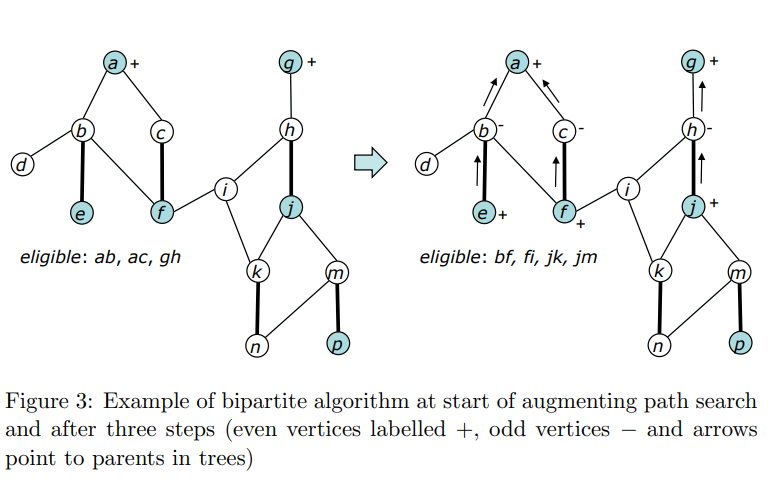 a + g + a + g +
b c h b - c - h -
d i d i
e f j e + f + j +
eligible: ab, ac, gh eligible: bf, fi, jk, jm
k m k m
n p n p
Figure 3: Example of bipartite algorithm at start of augmenting path search
and after three steps (even vertices labelled +, odd vertices − and arrows
point to parents in trees)